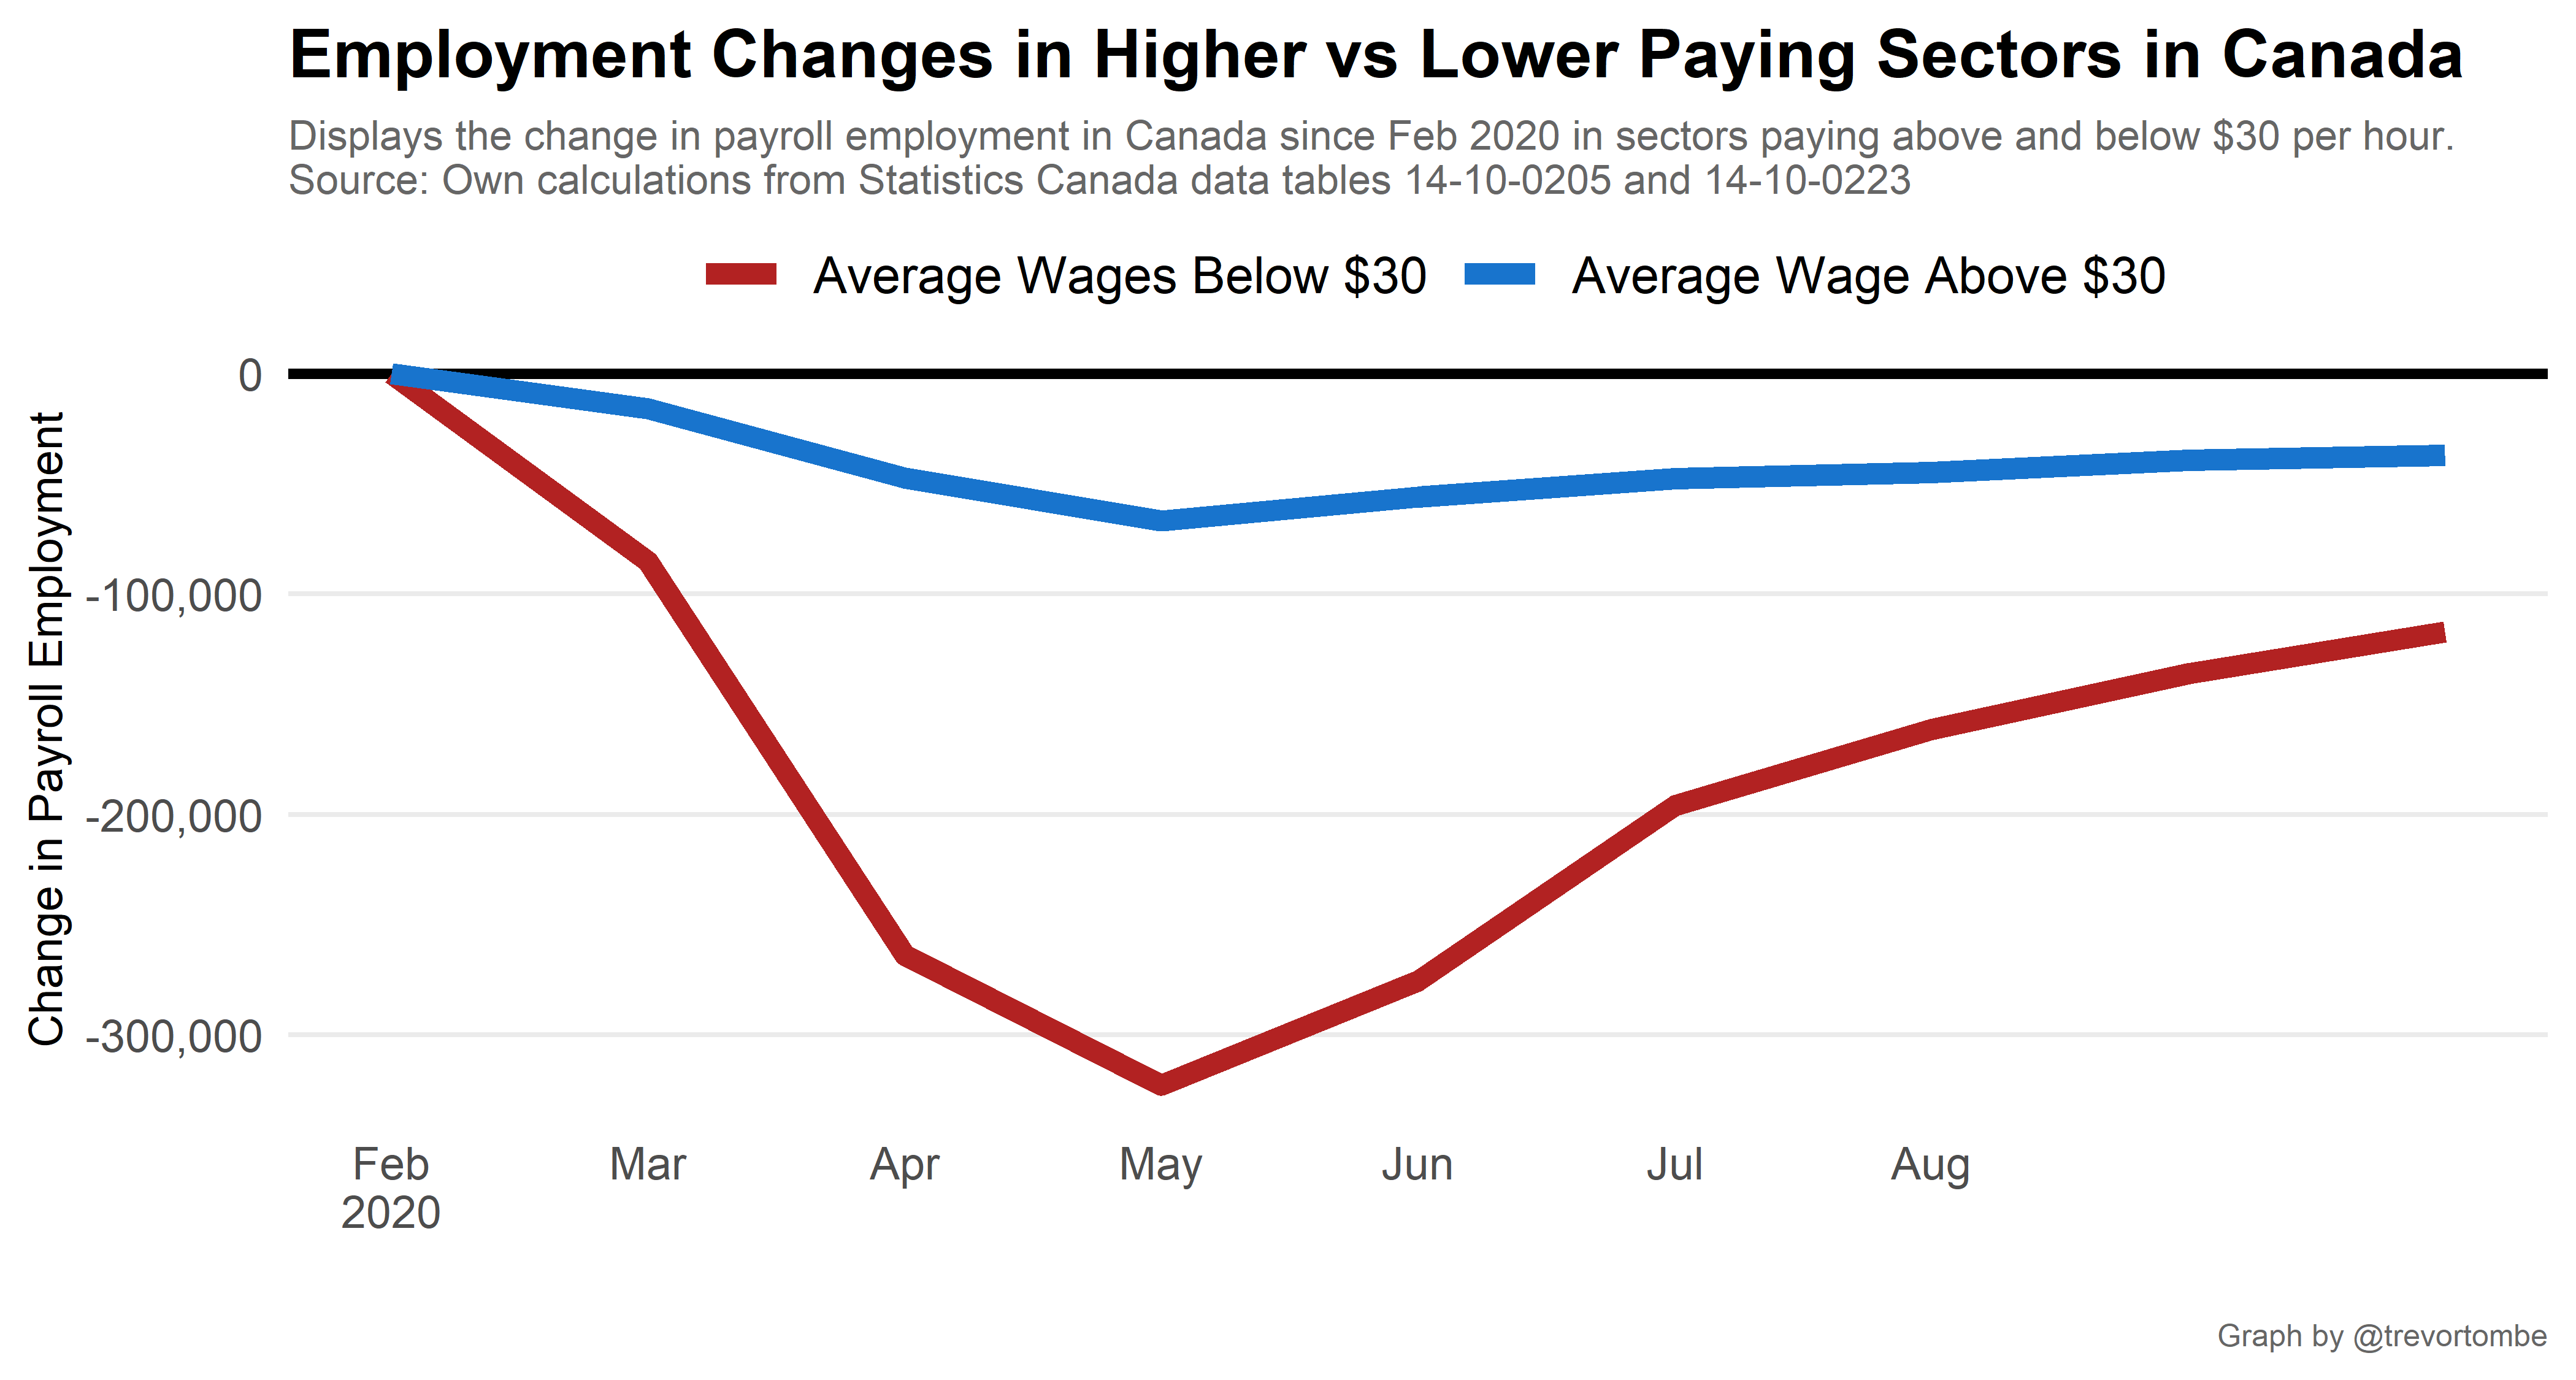 Employment Changes in Higher vs Lower Paying Sectors in Canada
Displays the change in payroll employment in Canada since Feb 2020 in sectors paying above and below $30 per hour.
Source: Own calculations from Statistics Canada data tables 14-10-0205 and 14-10-0223
Average Wages Below $30
Average Wage Above $30
Change in Payroll Employment
0
-100,000
-200,000
-300,000
Feb
2020
Mar
Apr
May
Jun
Jul
Aug
Graph by @trevortombe